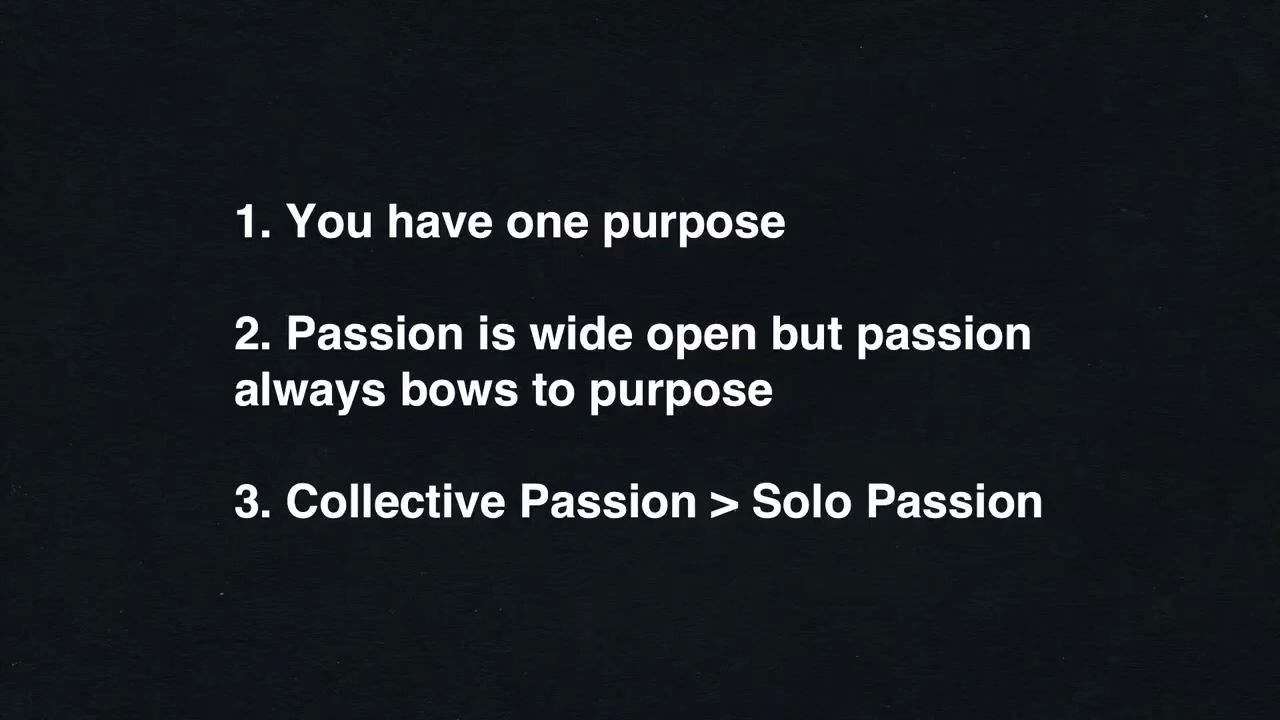 1. You have one purpose
2. Passion is wide open but passion
always bows to purpose
3. Collective Passion > Solo Passion